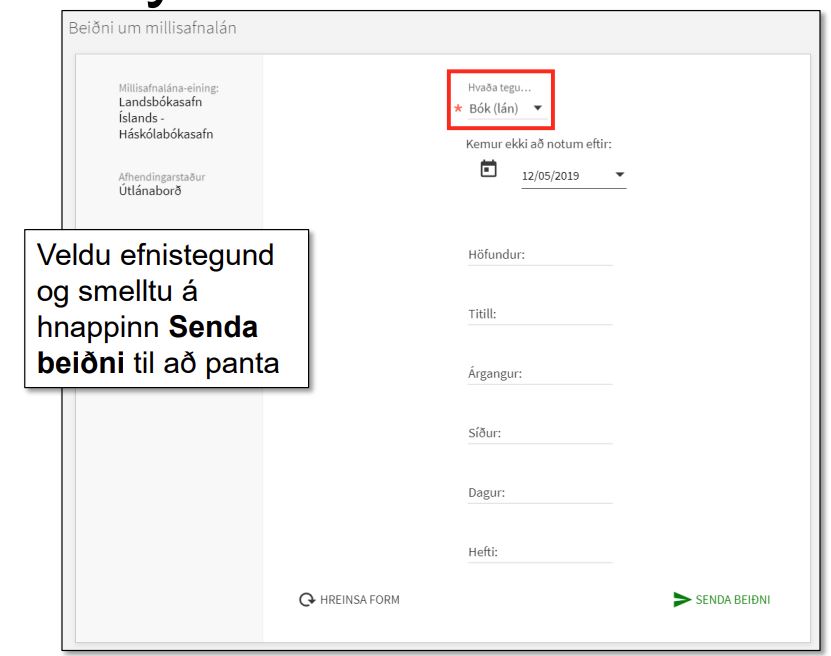 Beiðni um millisafnalán
Millisafnalána-eining:
Landsbókasafn
Íslands -
Háskólabókasafn
Afhendingarstaður
Útlánaborð
Hvaða tegu...
* Bók (lán)
Kemur ekki að notum eftir:
12/05/2019
Veldu efnistegund
og smelltu á
hnappinn Senda
beiðni til að panta
Höfundur:
Titill:
Árgangur:
Síður:
Dagur:
Hefti:
HREINSA FORM
SENDA BEIÐNI